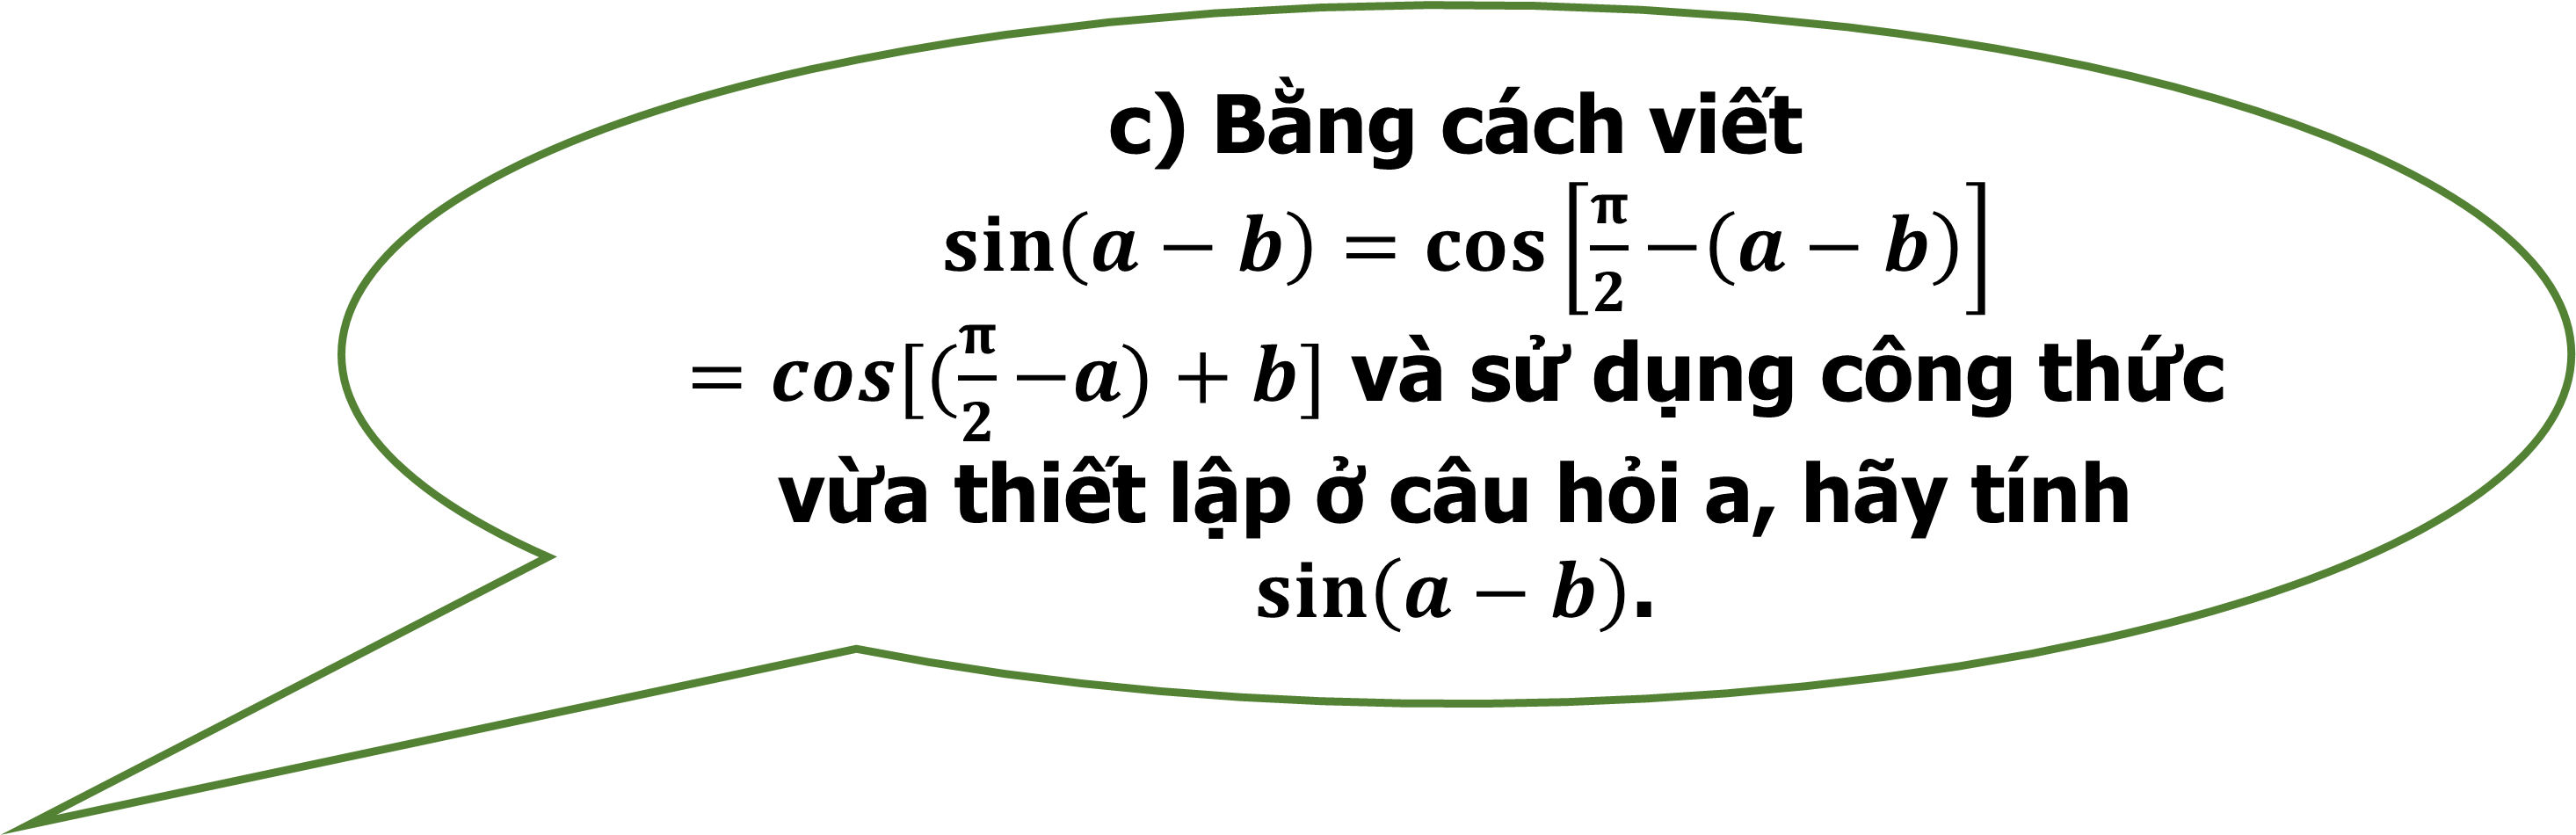 c) Bằng cách viết
sin(a − b) = cos[π/2 −(a − b)]
= cos[(π/2 −a) + b] và sử dụng công thức
vừa thiết lập ở câu hỏi a, hãy tính
sin(a − b).